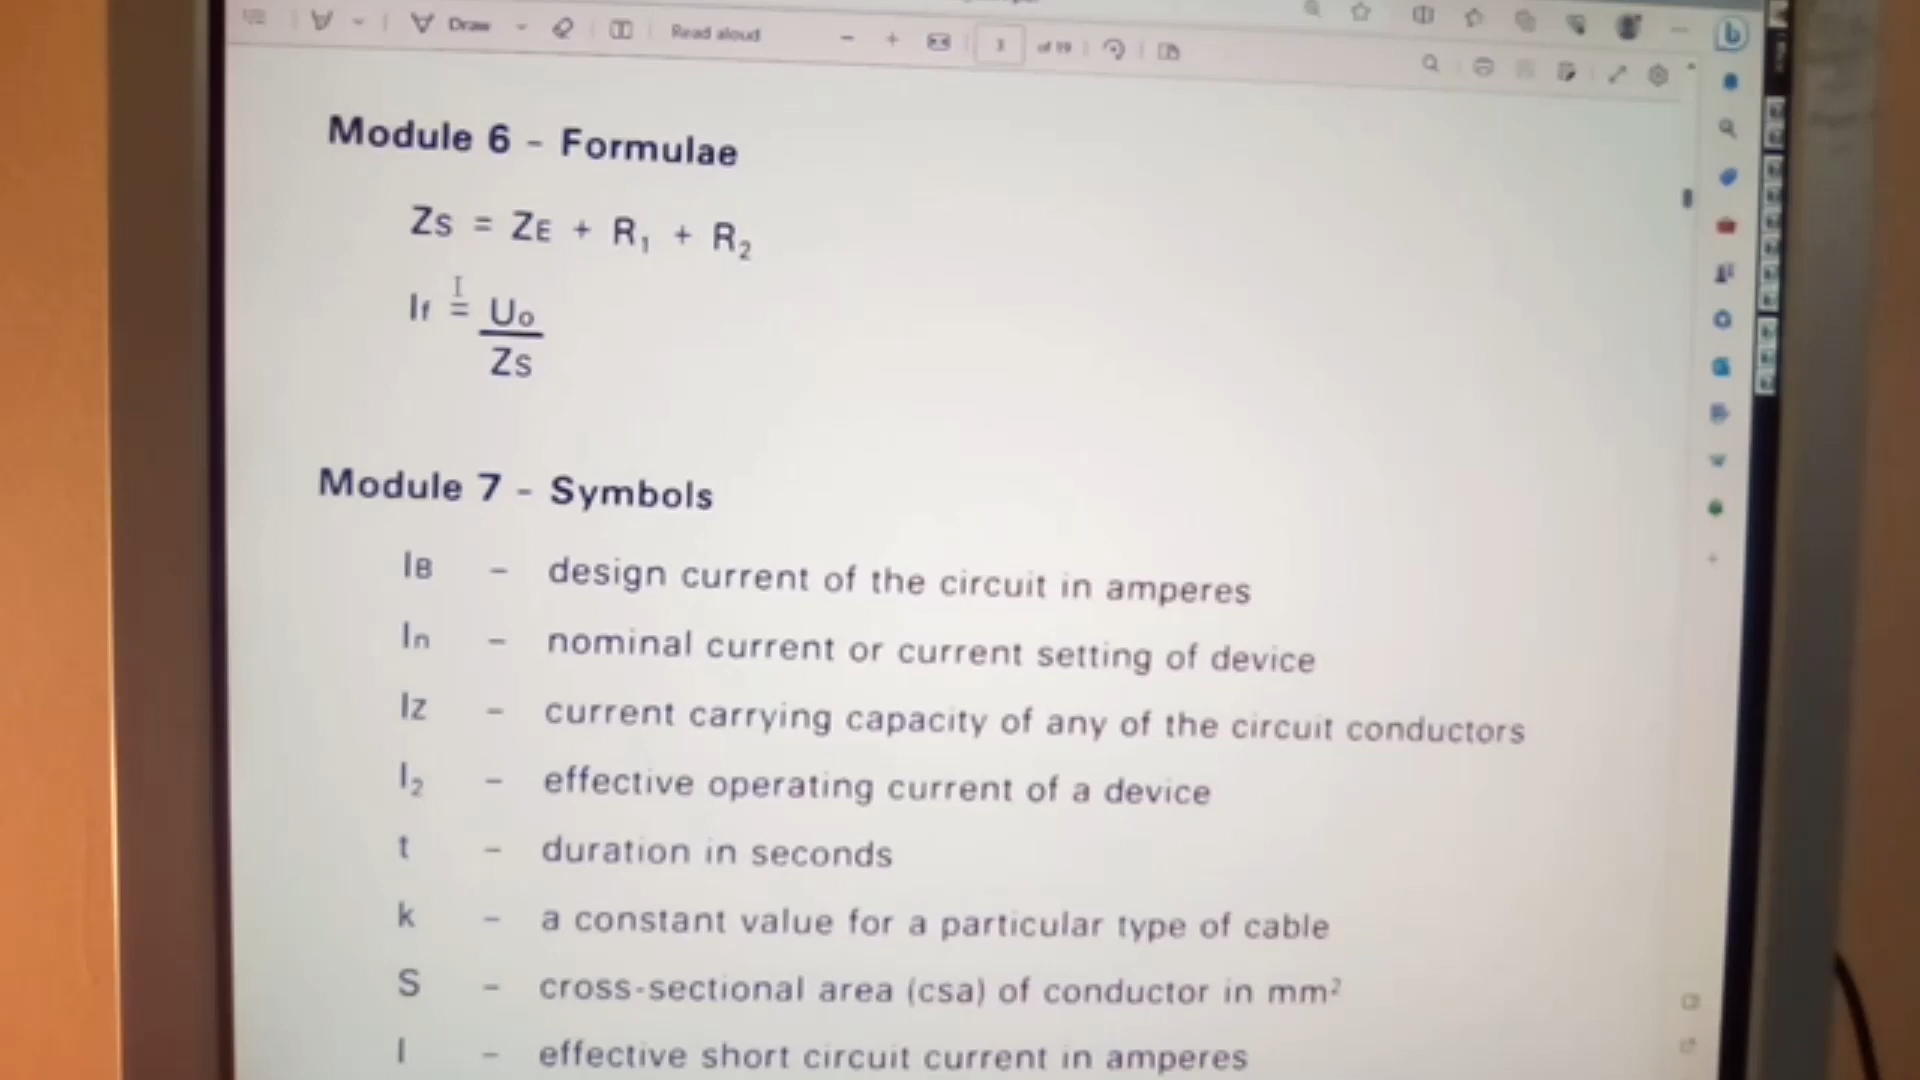 Draw
Read aloud
of 19
Module 6 - Formulae
ZS = ZE + R₁ + R₂
If = Uo
ZS
Module 7 - Symbols
IB - design current of the circuit in amperes
In - nominal current or current setting of device
IZ - current carrying capacity of any of the circuit conductors
I₂ - effective operating current of a device
t - duration in seconds
k - a constant value for a particular type of cable
S - cross-sectional area (csa) of conductor in mm²
I - effective short circuit current in amperes